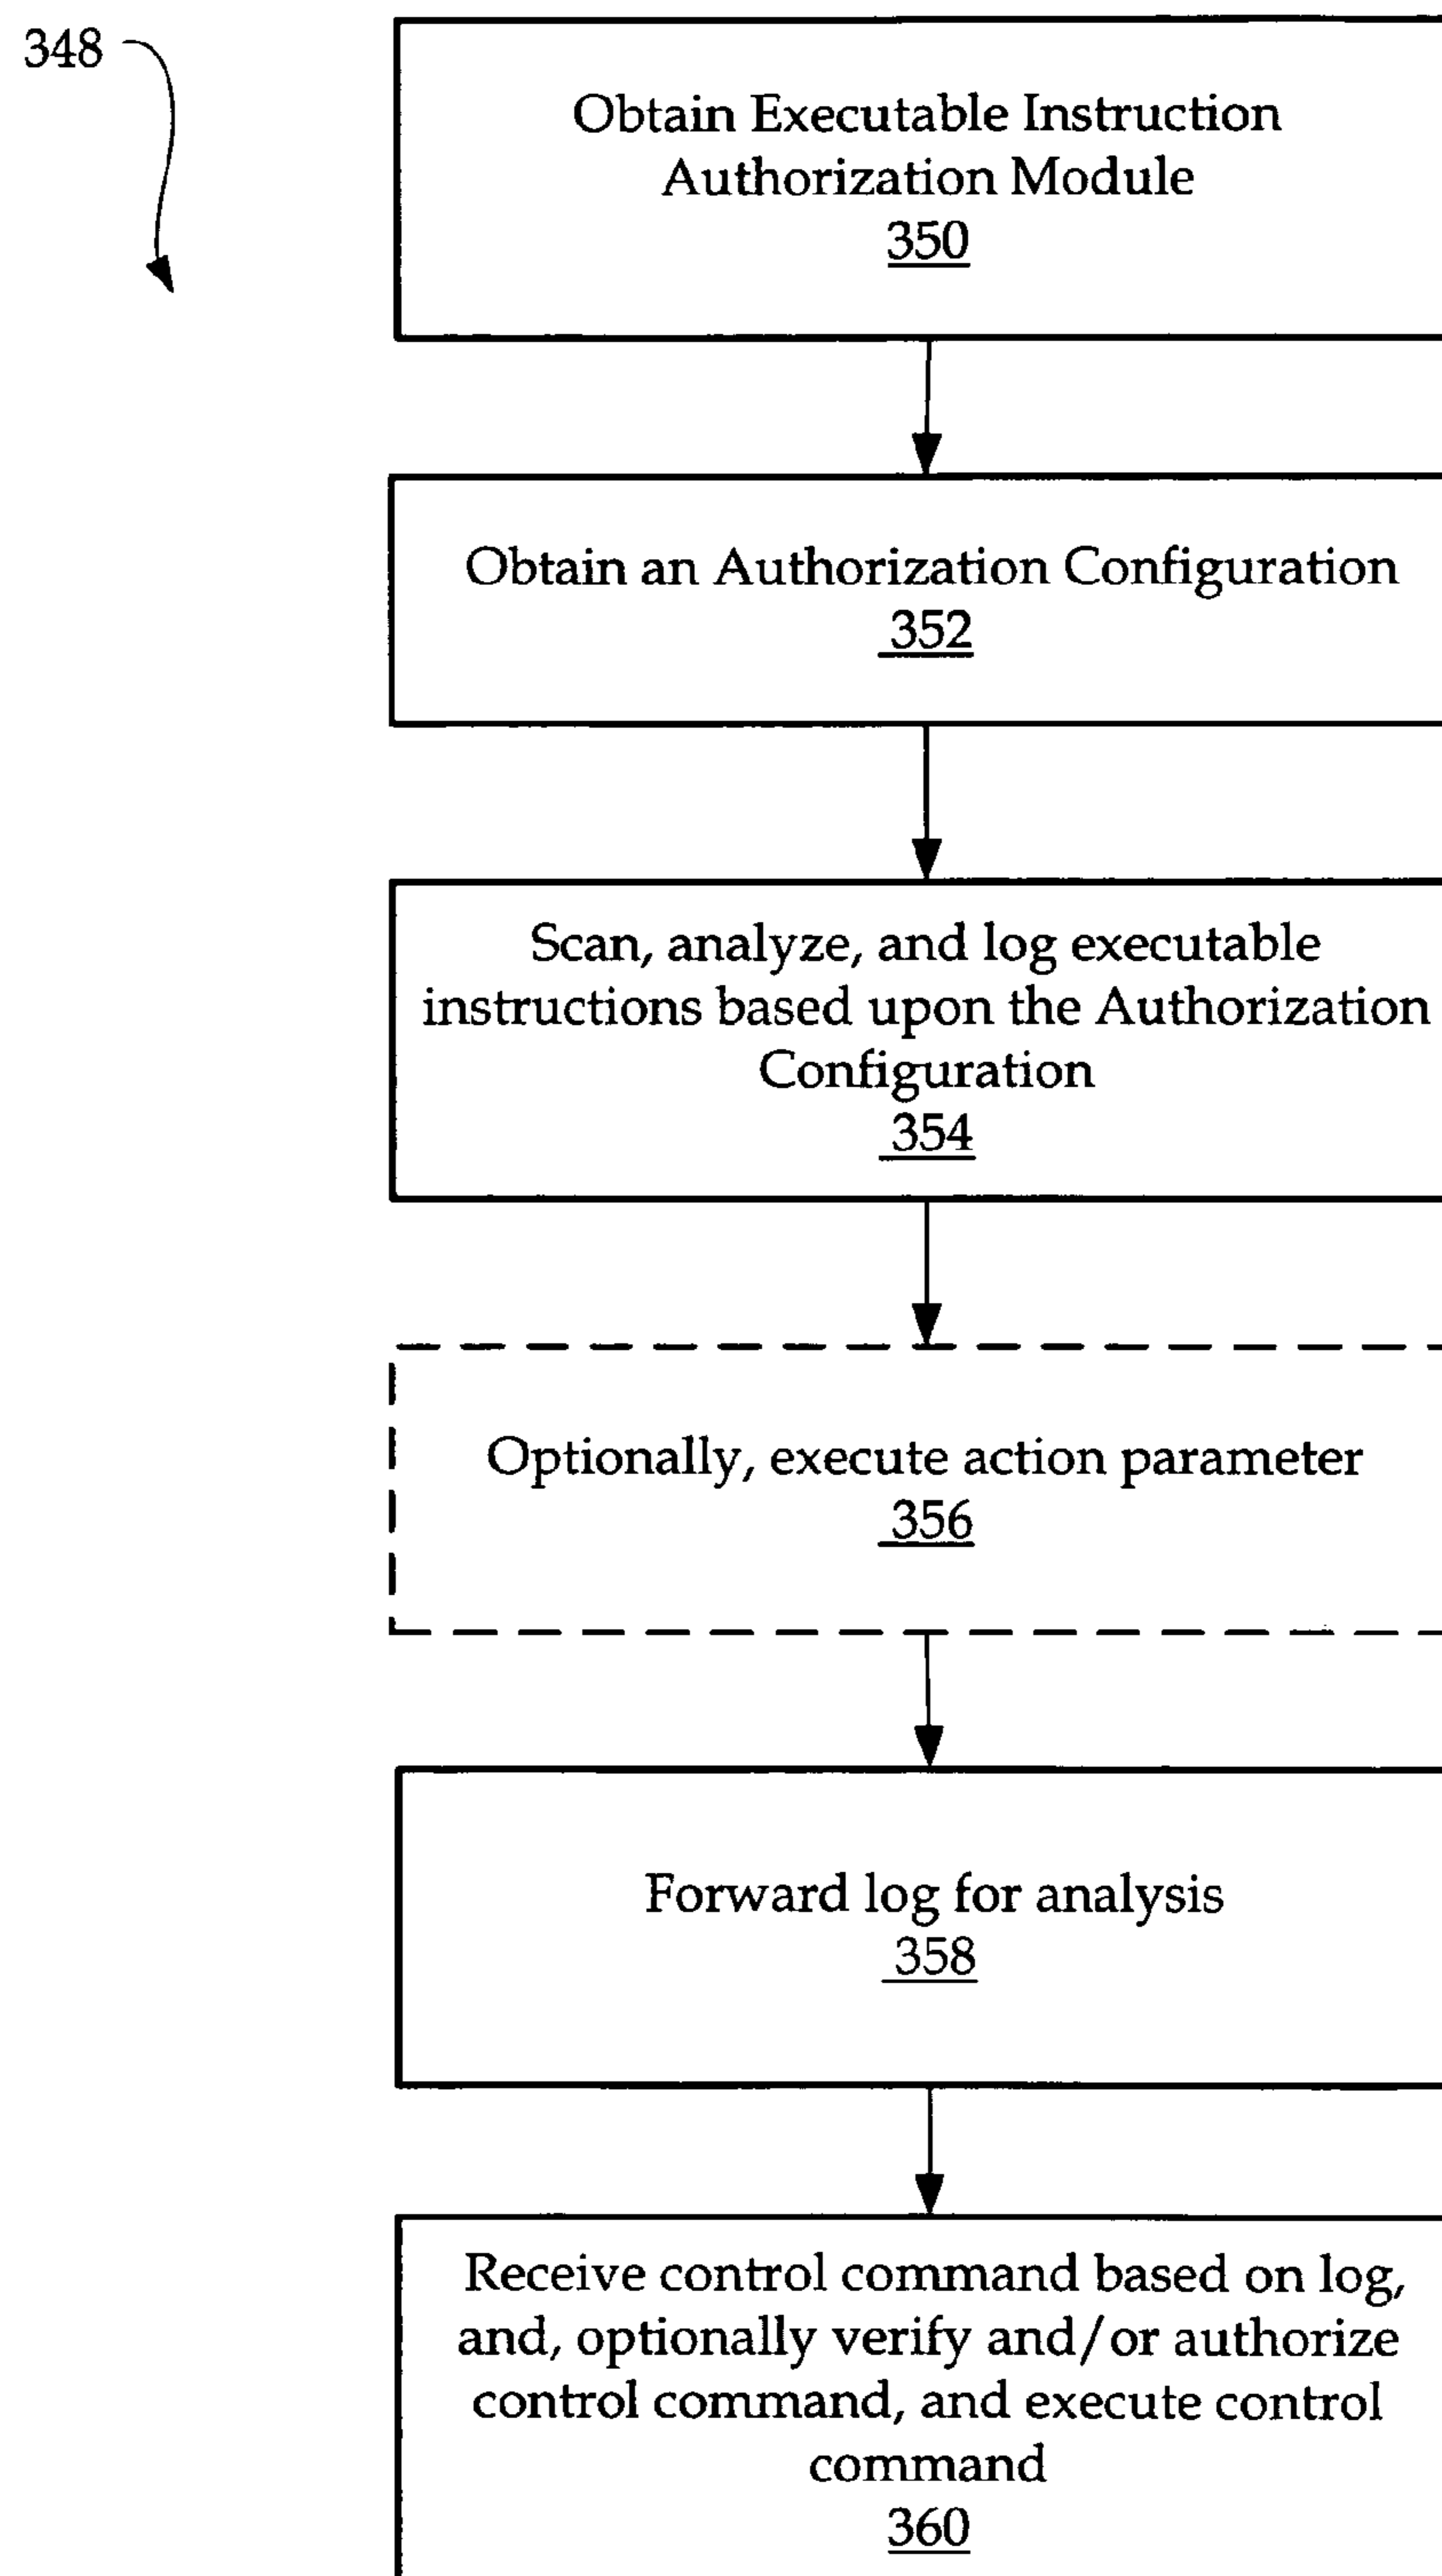 348
Obtain Executable Instruction
Authorization Module
350
Obtain an Authorization Configuration
352
Scan, analyze, and log executable
instructions based upon the Authorization
Configuration
354
Optionally, execute action parameter
356
Forward log for analysis
358
Receive control command based on log,
and, optionally verify and/or authorize
control command, and execute control
command
360